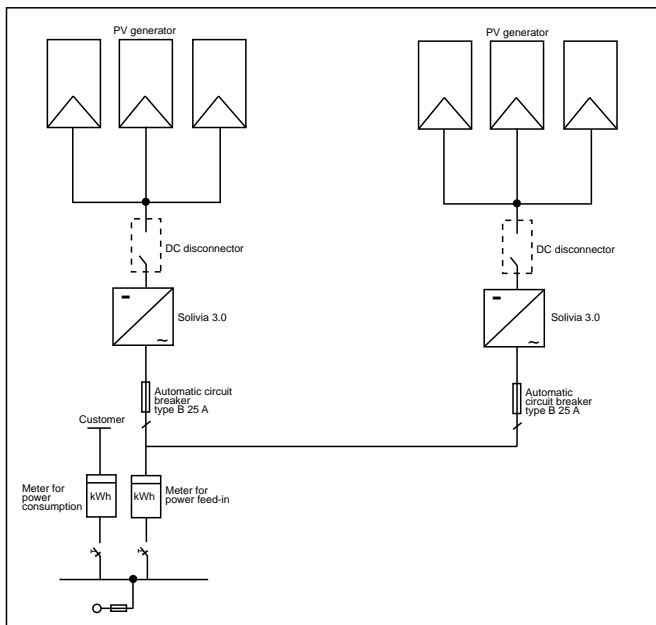 PV generator
PV generator
DC disconnector
DC disconnector
Solivia 3.0
Solivia 3.0
~
~
Automatic circuit
breaker
type B 25 A
Automatic
circuit breaker
type B 25 A
Customer
Meter for
power
consumption
kWh
kWh
Meter for
power feed-in